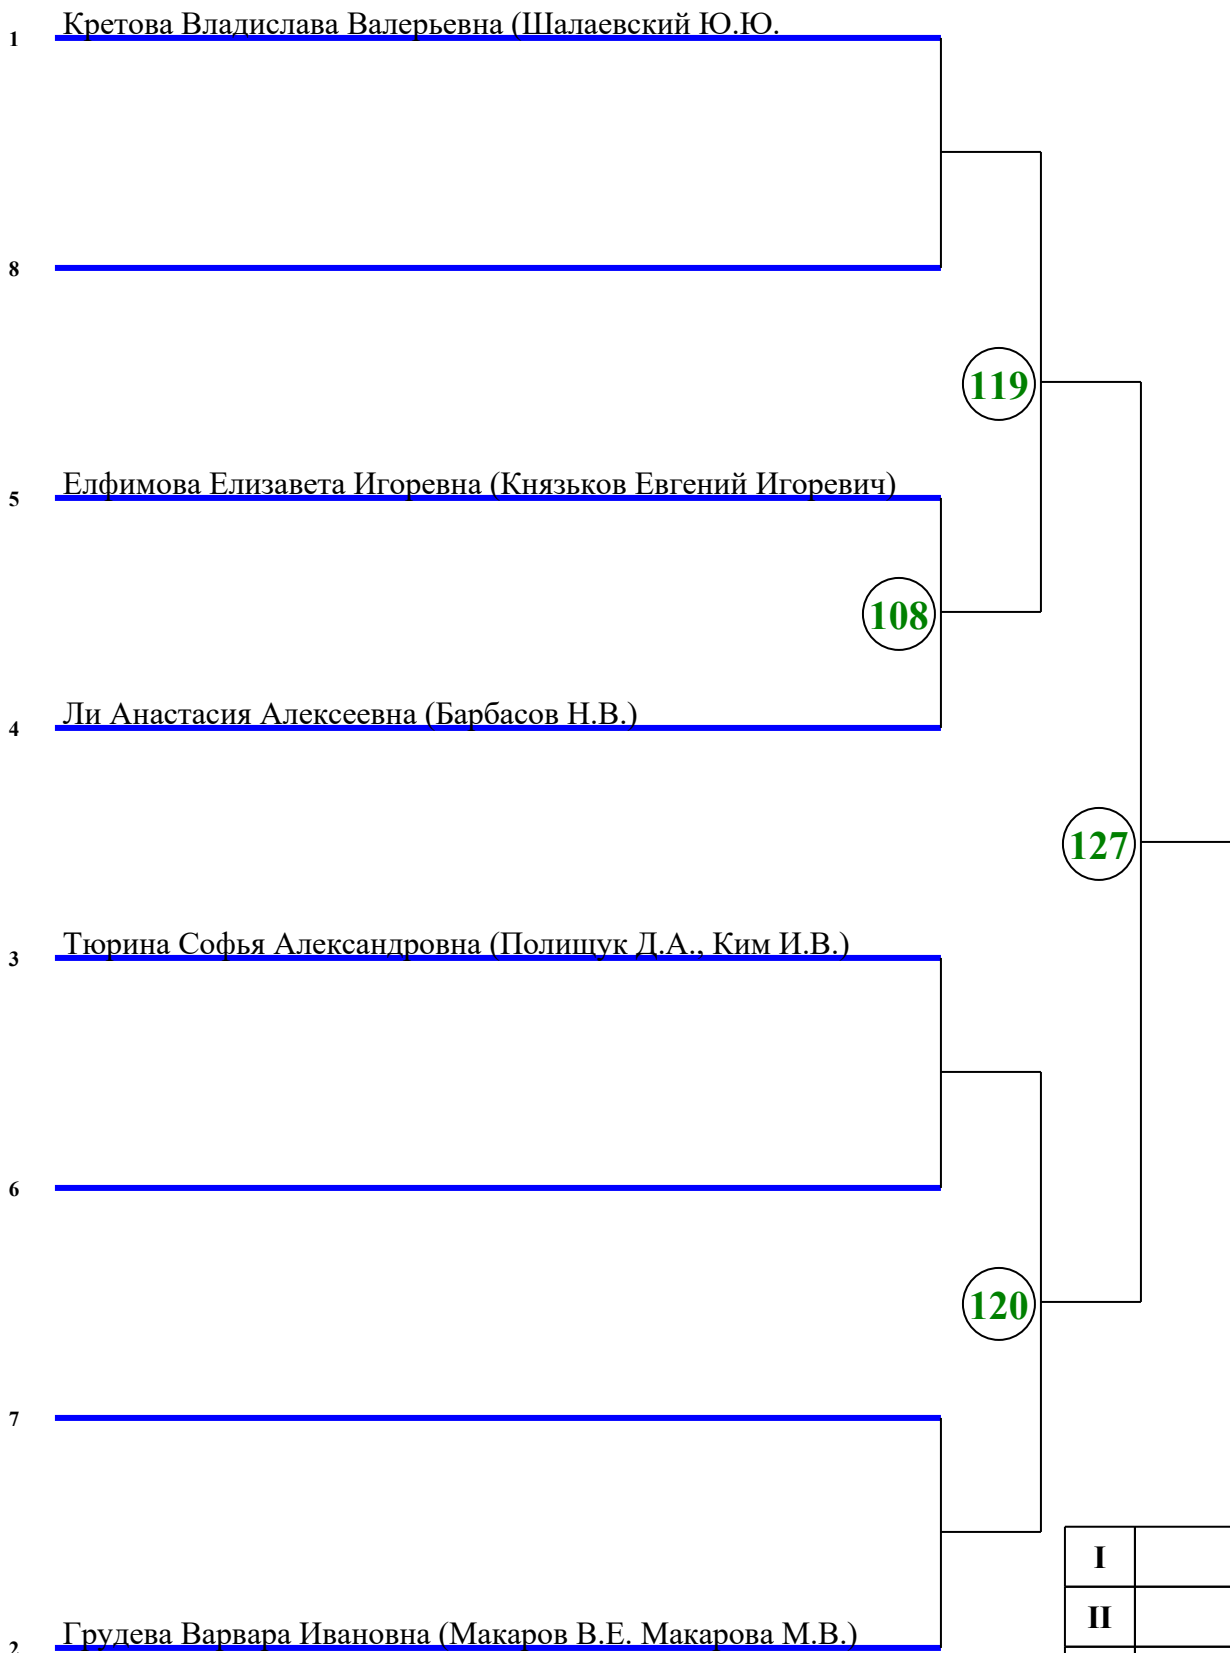 1 Кретова Владислава Валерьевна (Шалаевский Ю.Ю.
8
119
5 Елфимова Елизавета Игоревна (Князьков Евгений Игоревич)
108
4 Ли Анастасия Алексеевна (Барбасов Н.В.)
127
3 Тюрина Софья Александровна (Полищук Д.А., Ким И.В.)
6
120
7
I
II
2 Грудева Варвара Ивановна (Макаров В.Е. Макарова М.В.)